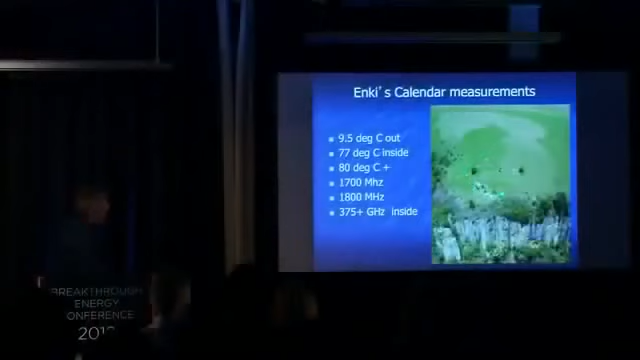 Enki's Calendar measurements
9.5 deg C out
77 deg C inside
80 deg C +
1700 Mhz
1800 MHz
375+ GHz inside
BREAKTHROUGH
ENERGY
ONFERENCE